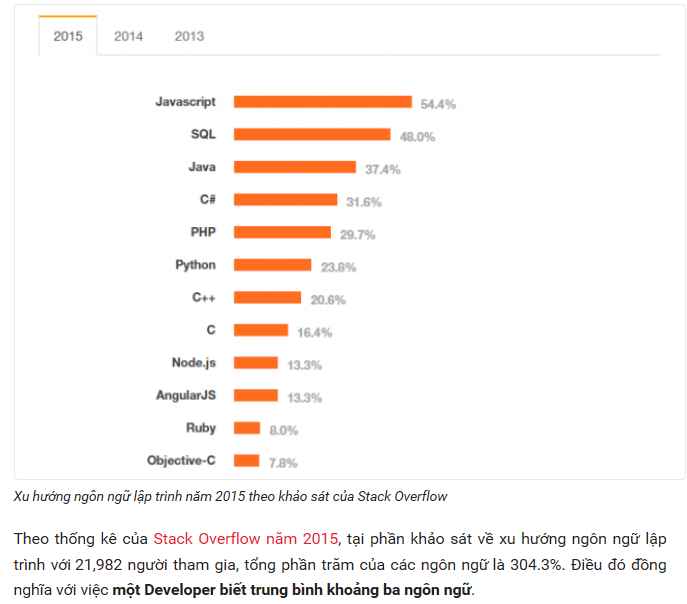 2015 2014 2013
Javascript 54.4%
SQL 48.0%
Java 37.4%
C# 31.6%
PHP 29.7%
Python 23.8%
C++ 20.6%
C 16.4%
Node.js 13.3%
AngularJS 13.3%
Ruby 8.0%
Objective-C 7.8%
Xu hướng ngôn ngữ lập trình năm 2015 theo khảo sát của Stack Overflow
Theo thống kê của Stack Overflow năm 2015, tại phần khảo sát về xu hướng ngôn ngữ lập
trình với 21,982 người tham gia, tổng phần trăm của các ngôn ngữ là 304.3%. Điều đó đồng
nghĩa với việc một Developer biết trung bình khoảng ba ngôn ngữ.